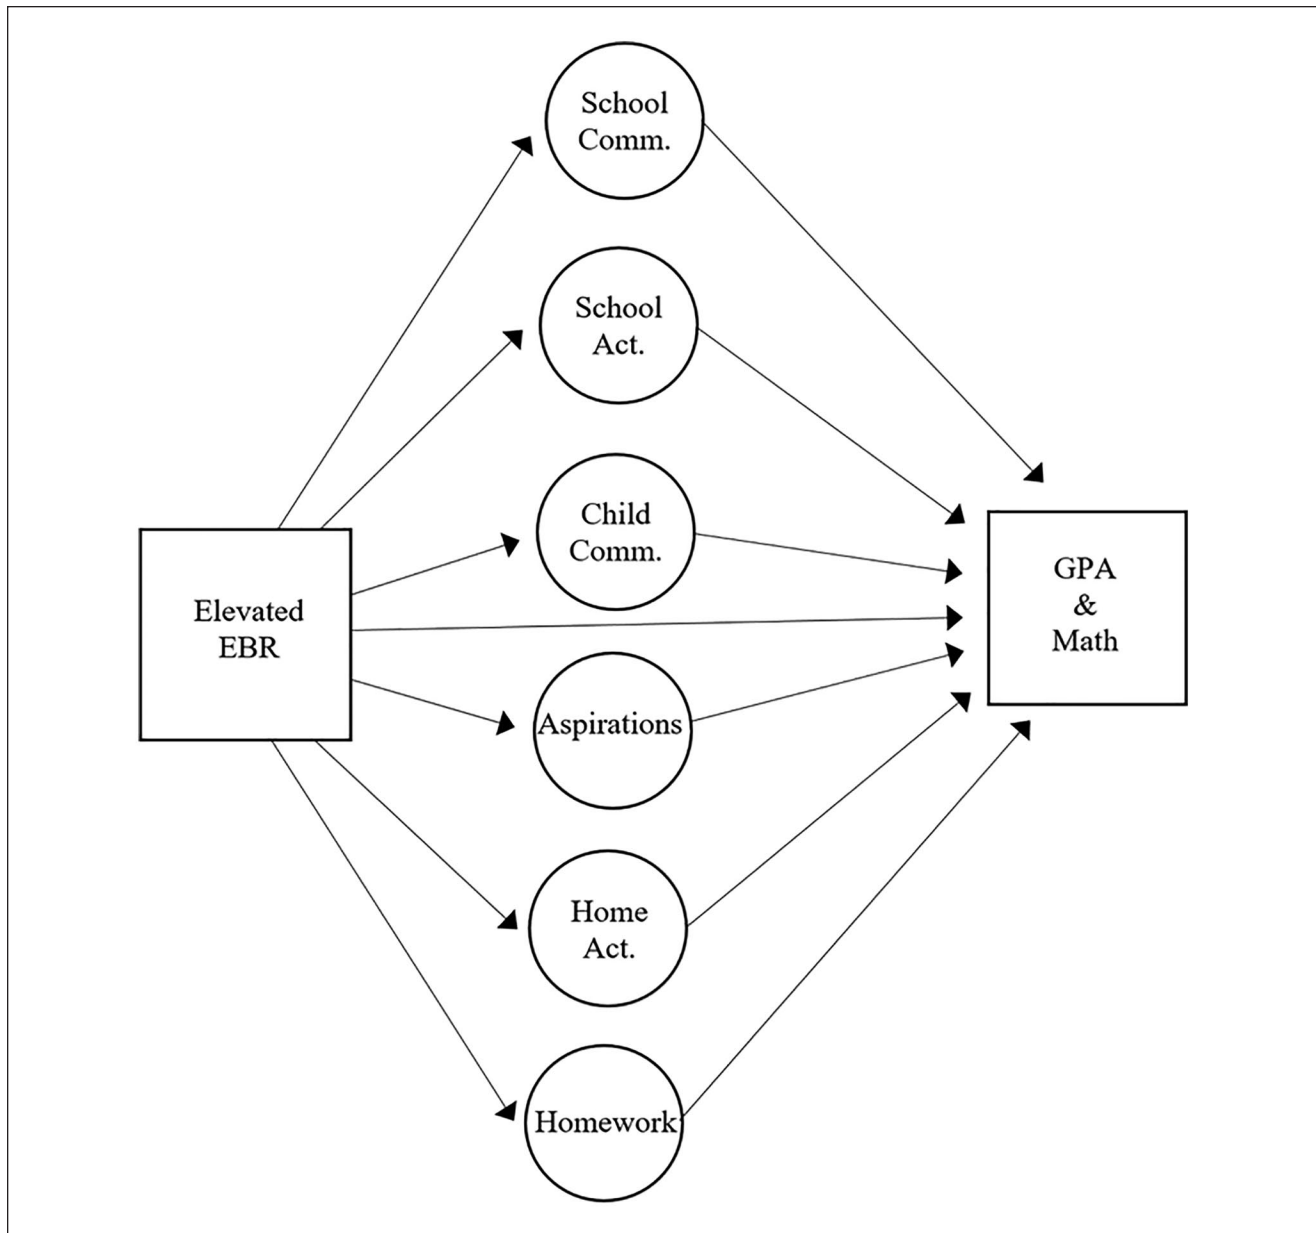 School
Comm.
School
Act.
Child
Comm.
Elevated
EBR
GPA
&
Math
Aspirations
Home
Act.
Homework